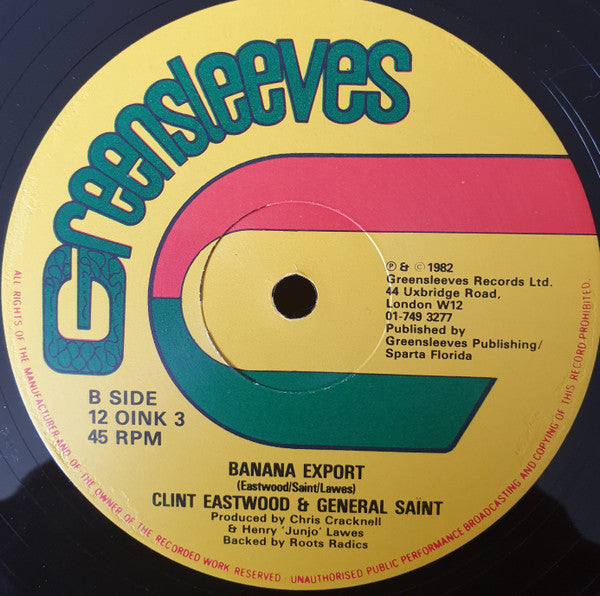 Greensleeves
℗ & © 1982
Greensleeves Records Ltd.
44 Uxbridge Road,
London W12
01-749 3277
Published by
Greensleeves Publishing/
Sparta Florida
B SIDE
12 OINK 3
45 RPM
BANANA EXPORT
(Eastwood/Saint/Lawes)
CLINT EASTWOOD & GENERAL SAINT
Produced by Chris Cracknell
& Henry 'Junjo' Lawes
Backed by Roots Radics
ALL RIGHTS OF THE MANUFACTURER AND OF THE OWNER OF THE RECORDED WORK RESERVED · UNAUTHORISED PUBLIC PERFORMANCE BROADCASTING AND COPYING OF THIS RECORD PROHIBITED.